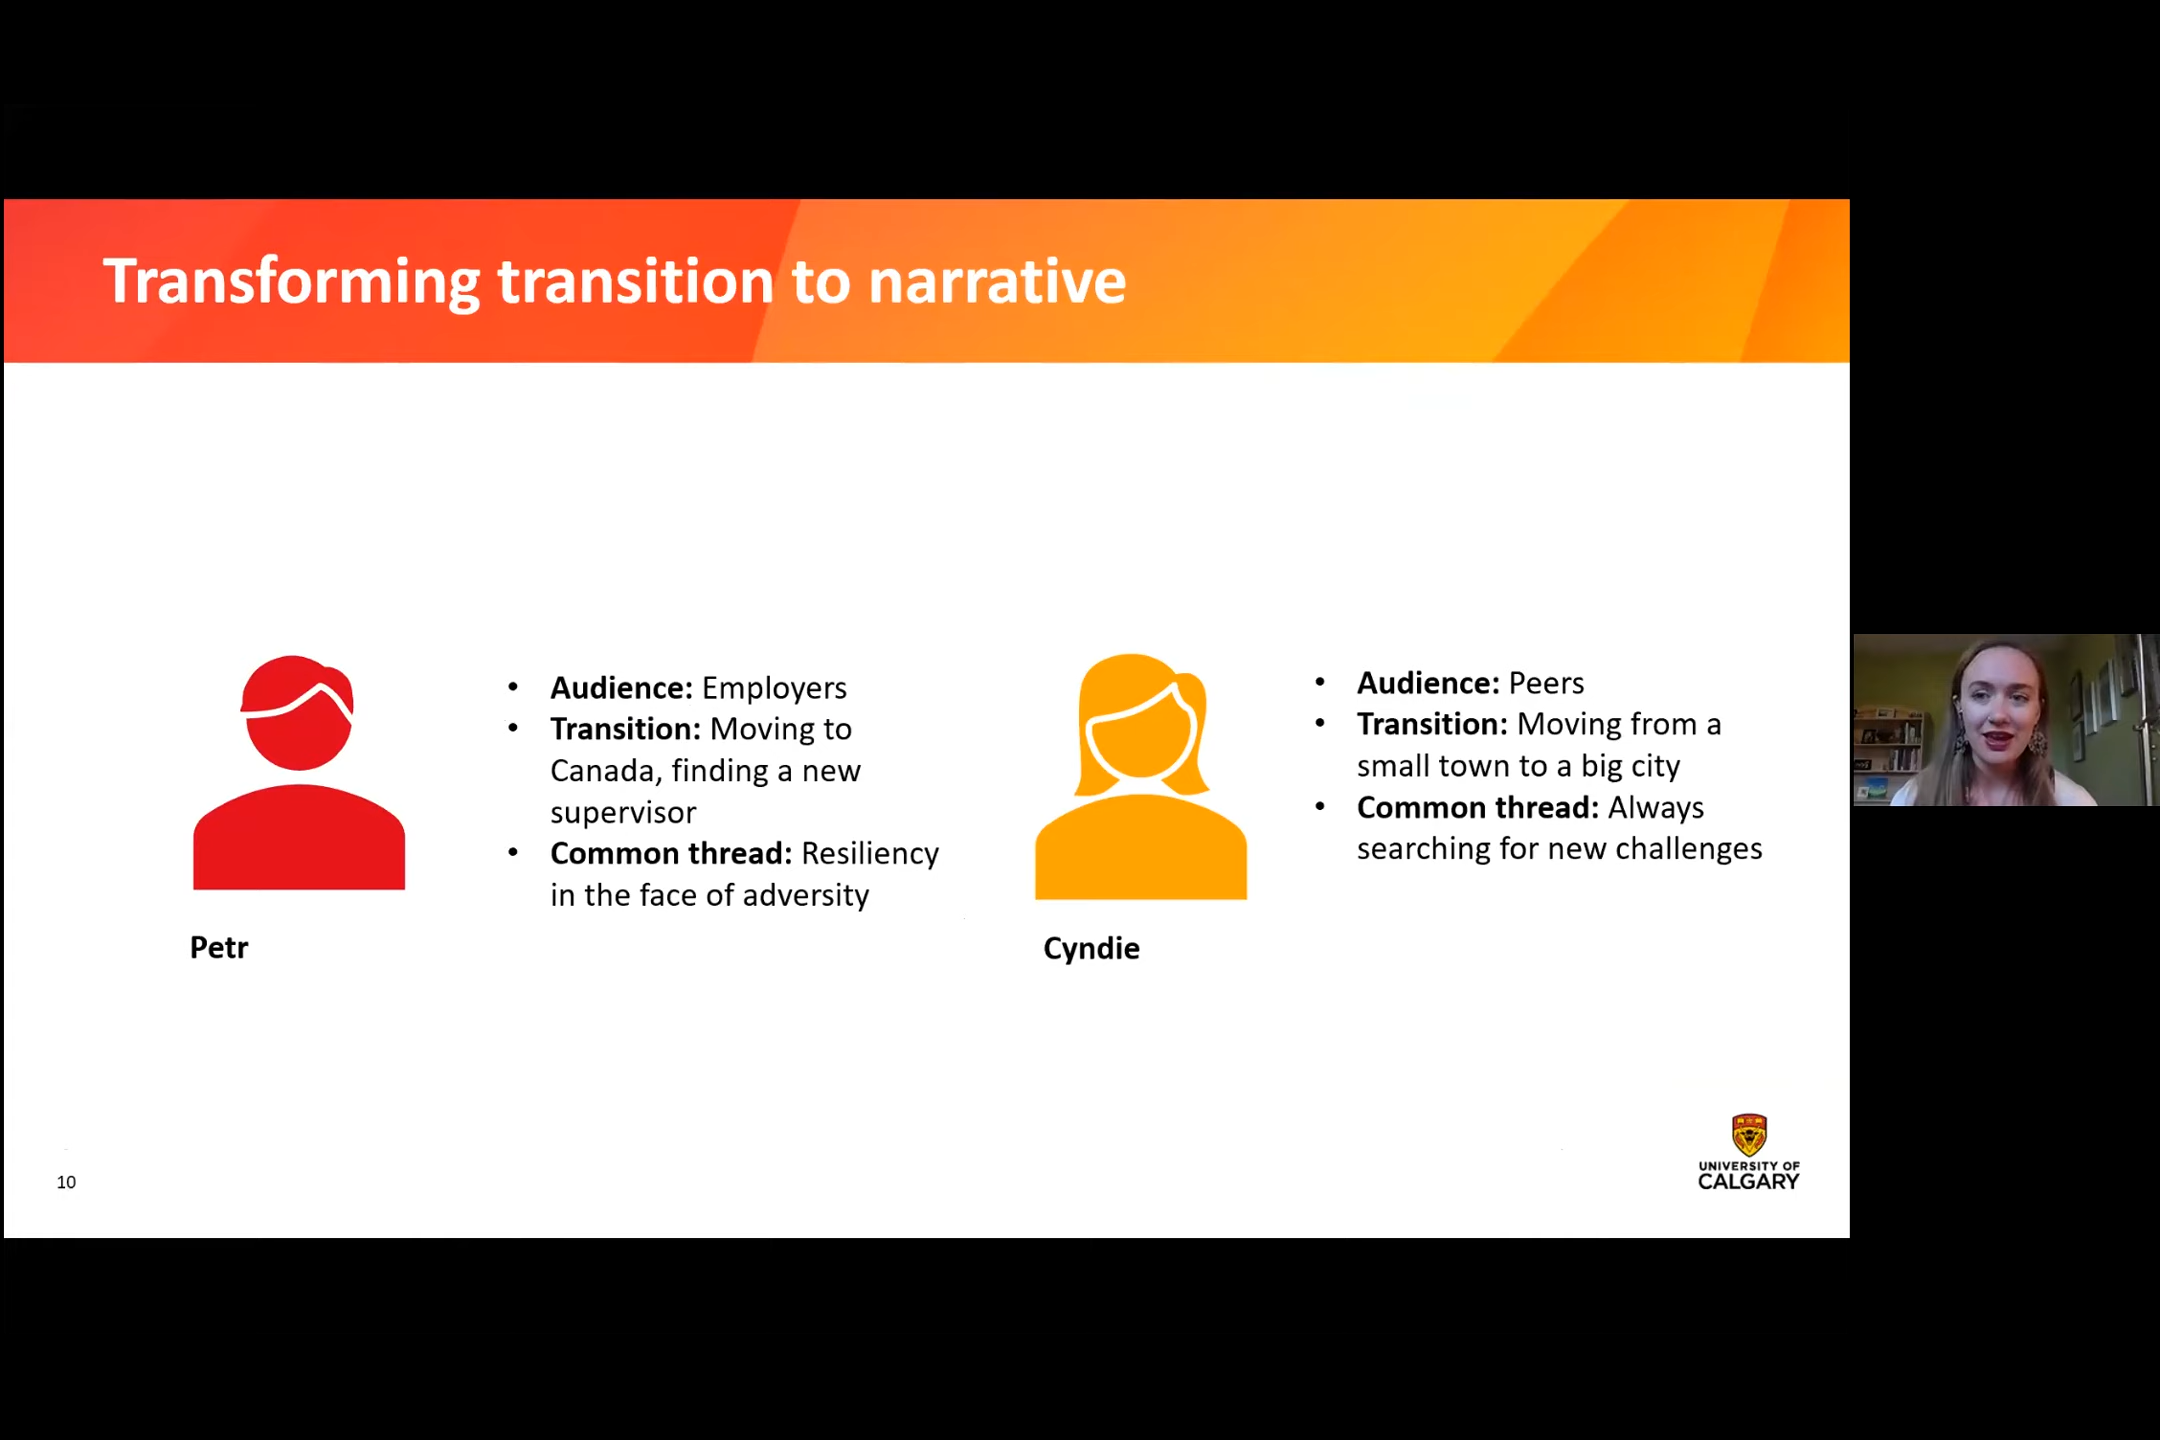 Transforming transition to narrative
• Audience: Employers
• Transition: Moving to
Canada, finding a new
supervisor
• Common thread: Resiliency
in the face of adversity
Petr
• Audience: Peers
• Transition: Moving from a
small town to a big city
• Common thread: Always
searching for new challenges
Cyndie
10
UNIVERSITY OF
CALGARY